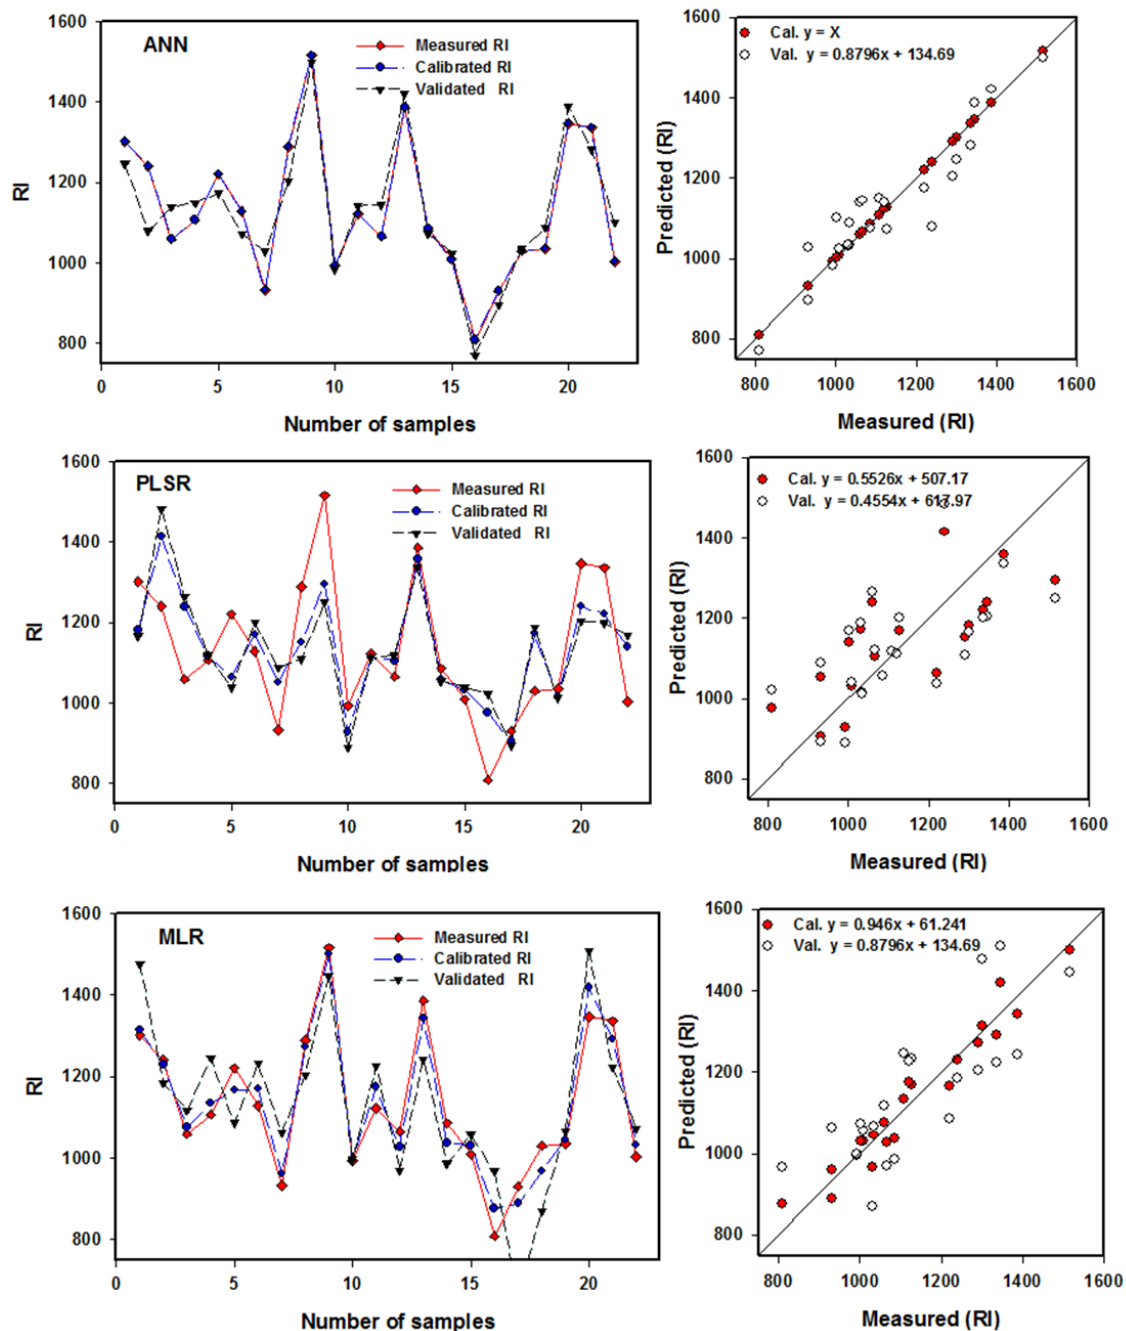 ANN
Measured RI
Calibrated RI
Validated RI
1600
1400
1200
1000
800
RI
0
5
10
15
20
Number of samples
Cal. y = X
Val. y = 0.8796x + 134.69
1600
1400
1200
1000
800
Predicted (RI)
800
1000
1200
1400
1600
Measured (RI)
PLSR
Measured RI
Calibrated RI
Validated RI
1600
1400
1200
1000
800
RI
0
5
10
15
20
Number of samples
Cal. y = 0.5526x + 507.17
Val. y = 0.4554x + 617.97
1600
1400
1200
1000
800
Predicted (RI)
800
1000
1200
1400
1600
Measured (RI)
MLR
Measured RI
Calibrated RI
Validated RI
1600
1400
1200
1000
800
RI
0
5
10
15
20
Number of samples
Cal. y = 0.946x + 61.241
Val. y = 0.8796x + 134.69
1600
1400
1200
1000
800
Predicted (RI)
800
1000
1200
1400
1600
Measured (RI)